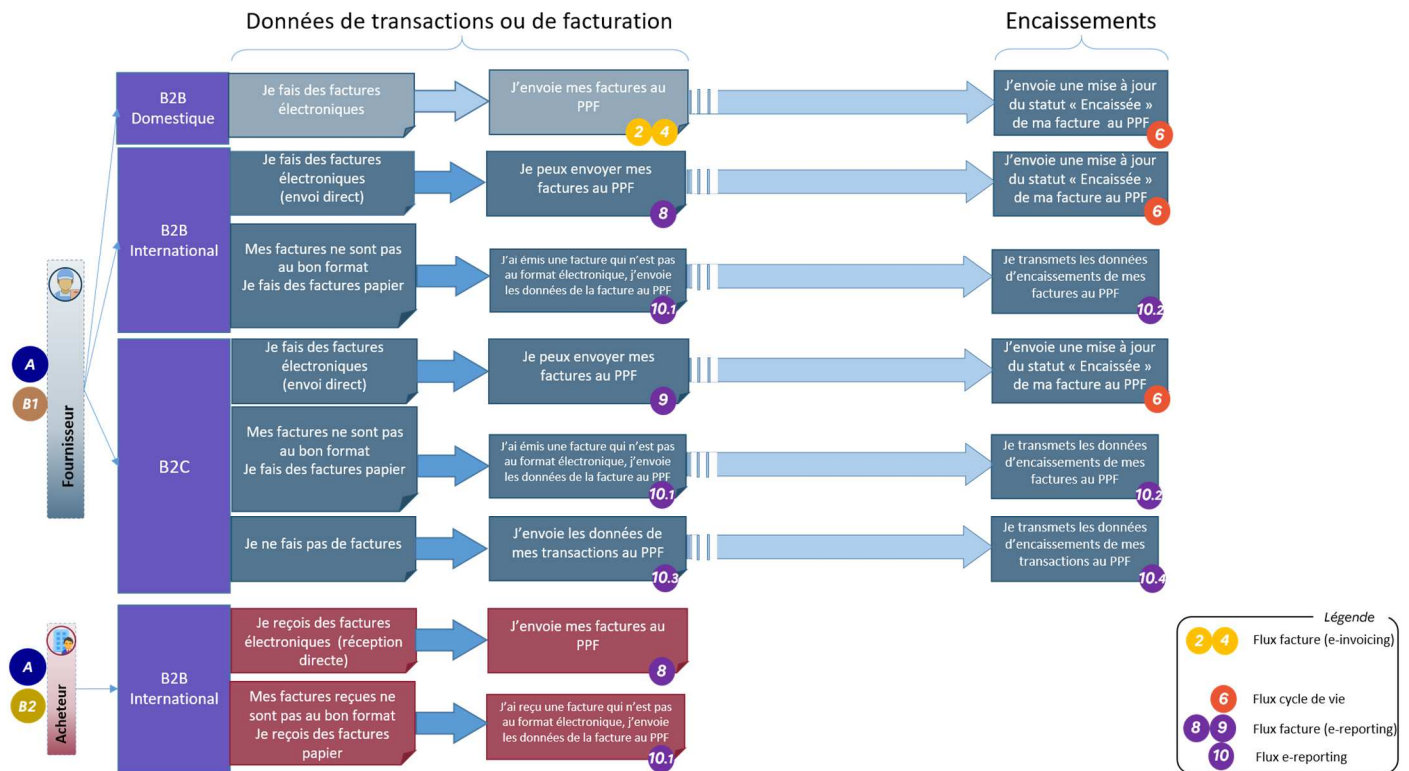 Données de transactions ou de facturation
Encaissements
B2B
Domestique
Je fais des factures
électroniques
J'envoie mes factures au
PPF
2 4
J'envoie une mise à jour
du statut « Encaissée »
de ma facture au PPF
6
B2B
International
Je fais des factures
électroniques
(envoi direct)
Je peux envoyer mes
factures au PPF
8
J'envoie une mise à jour
du statut « Encaissée »
de ma facture au PPF
6
Mes factures ne sont pas
au bon format
Je fais des factures papier
J'ai émis une facture qui n'est pas
au format électronique, j'envoie
les données de la facture au PPF
10.1
Je transmets les données
d'encaissements de mes
factures au PPF
10.2
A
B1
Fournisseur
B2C
Je fais des factures
électroniques
(envoi direct)
Je peux envoyer mes
factures au PPF
9
J'envoie une mise à jour
du statut « Encaissée »
de ma facture au PPF
6
Mes factures ne sont pas
au bon format
Je fais des factures papier
J'ai émis une facture qui n'est pas
au format électronique, j'envoie
les données de la facture au PPF
10.1
Je transmets les données
d'encaissements de mes
factures au PPF
10.2
Je ne fais pas de factures
J'envoie les données de
mes transactions au PPF
10.3
Je transmets les données
d'encaissements de mes
transactions au PPF
10.4
A
B2
Acheteur
B2B
International
Je reçois des factures
électroniques (réception
directe)
J'envoie mes factures au
PPF
8
Mes factures reçues ne
sont pas au bon format
Je reçois des factures
papier
J'ai reçu une facture qui n'est pas
au format électronique, j'envoie
les données de la facture au PPF
10.1
Légende
2 4 Flux facture (e-invoicing)
6 Flux cycle de vie
8 9 Flux facture (e-reporting)
10 Flux e-reporting